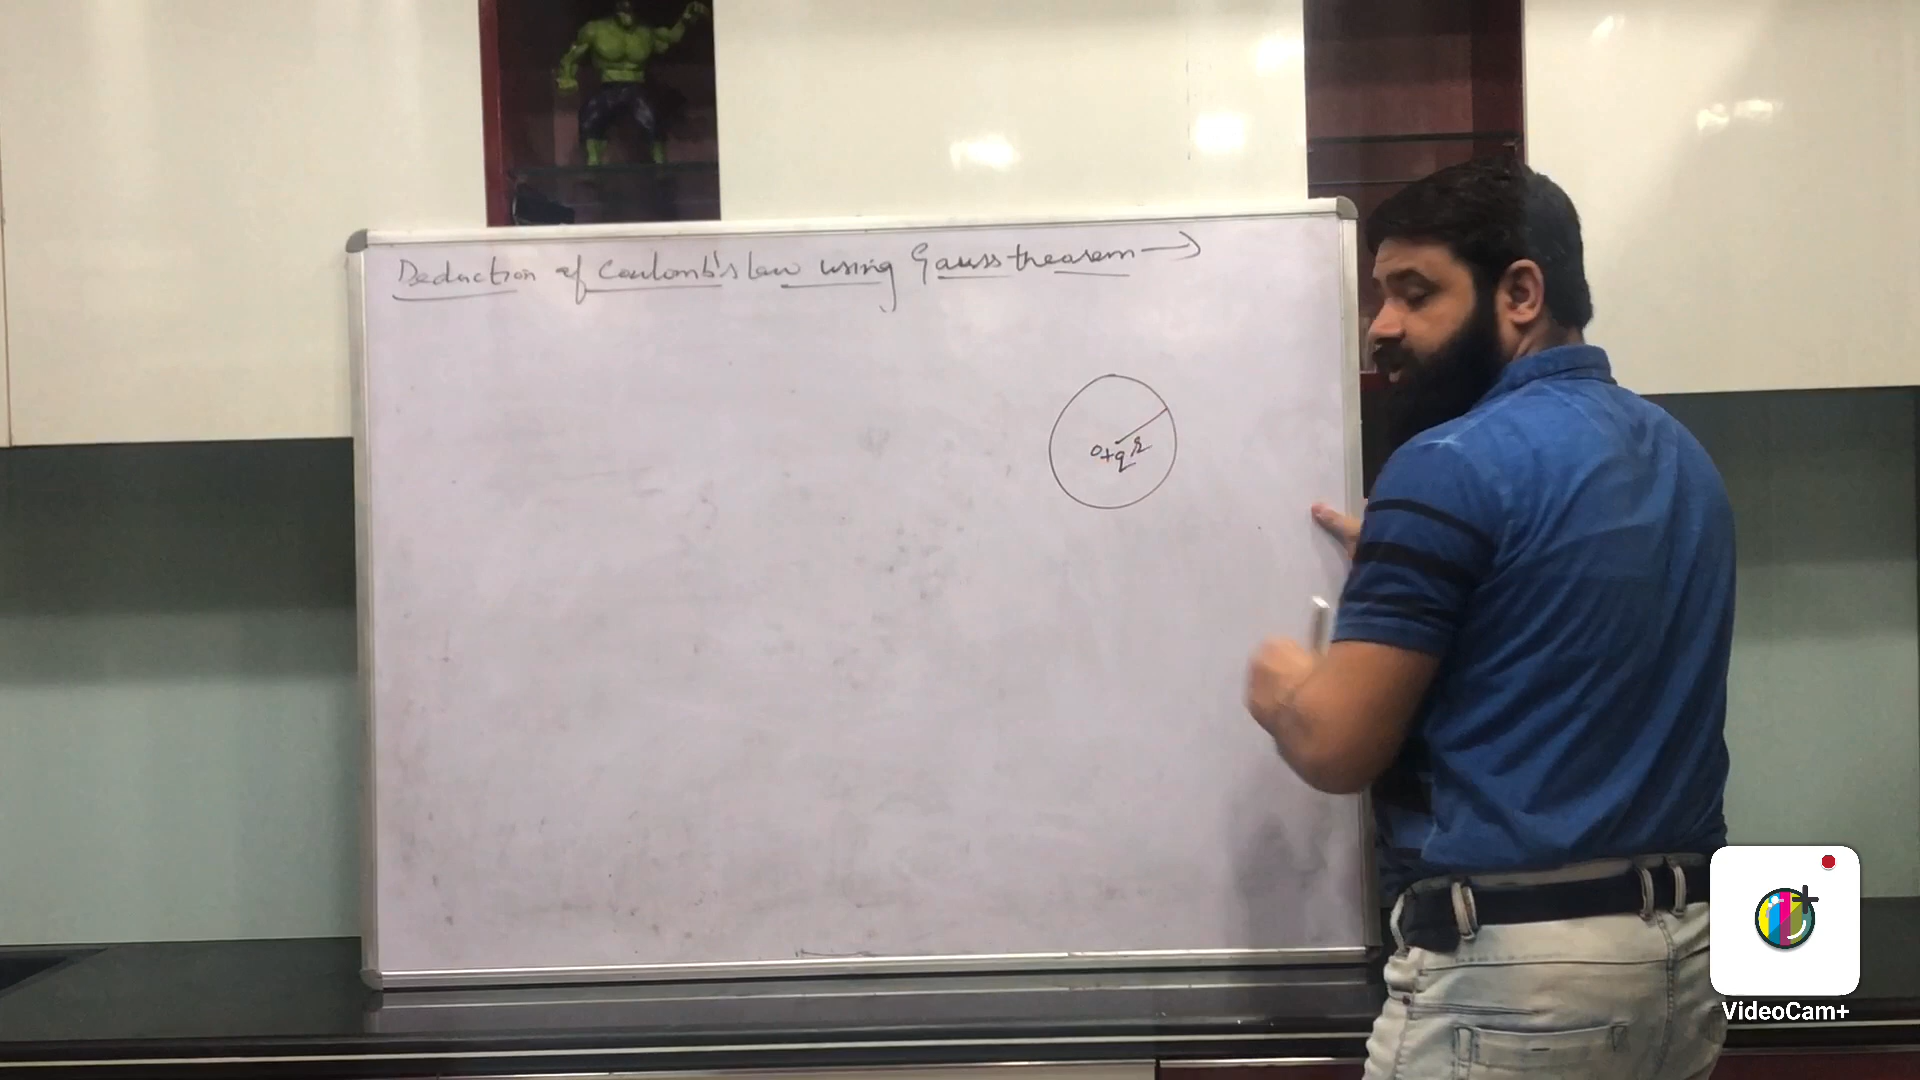 Deduction of Coulomb's law using Gauss theorem →
O +q r
VideoCam+